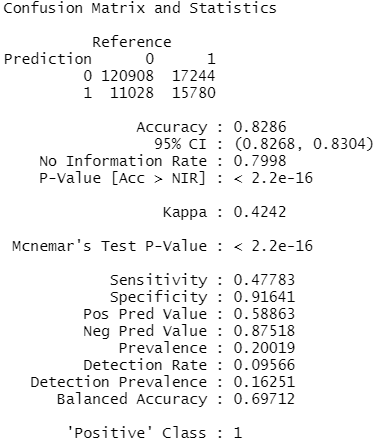 Confusion Matrix and Statistics
Reference
Prediction 0 1
0 120908 17244
1 11028 15780
Accuracy : 0.8286
95% CI : (0.8268, 0.8304)
No Information Rate : 0.7998
P-Value [Acc > NIR] : < 2.2e-16
Kappa : 0.4242
Mcnemar's Test P-Value : < 2.2e-16
Sensitivity : 0.47783
Specificity : 0.91641
Pos Pred Value : 0.58863
Neg Pred Value : 0.87518
Prevalence : 0.20019
Detection Rate : 0.09566
Detection Prevalence : 0.16251
Balanced Accuracy : 0.69712
'Positive' Class : 1